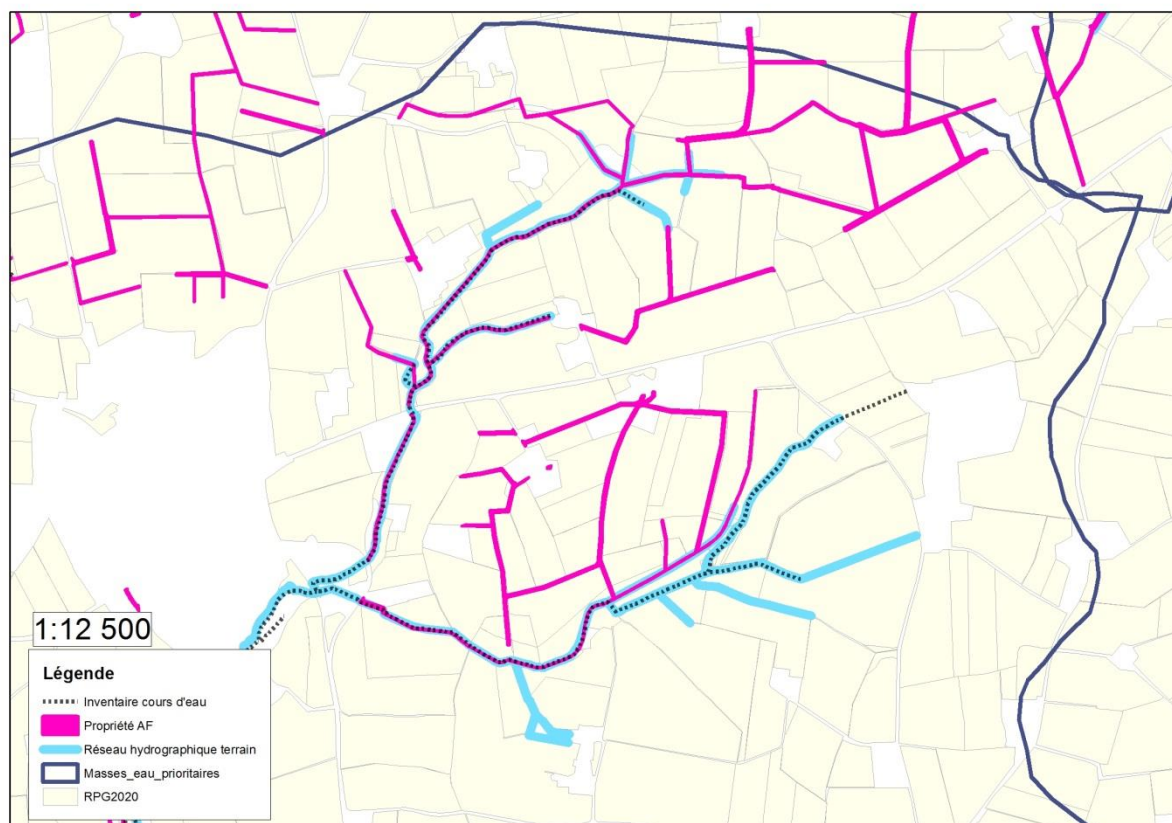 1:12 500
Légende
Inventaire cours d'eau
Propriété AF
Réseau hydrographique terrain
Masses_eau_prioritaires
RPG2020